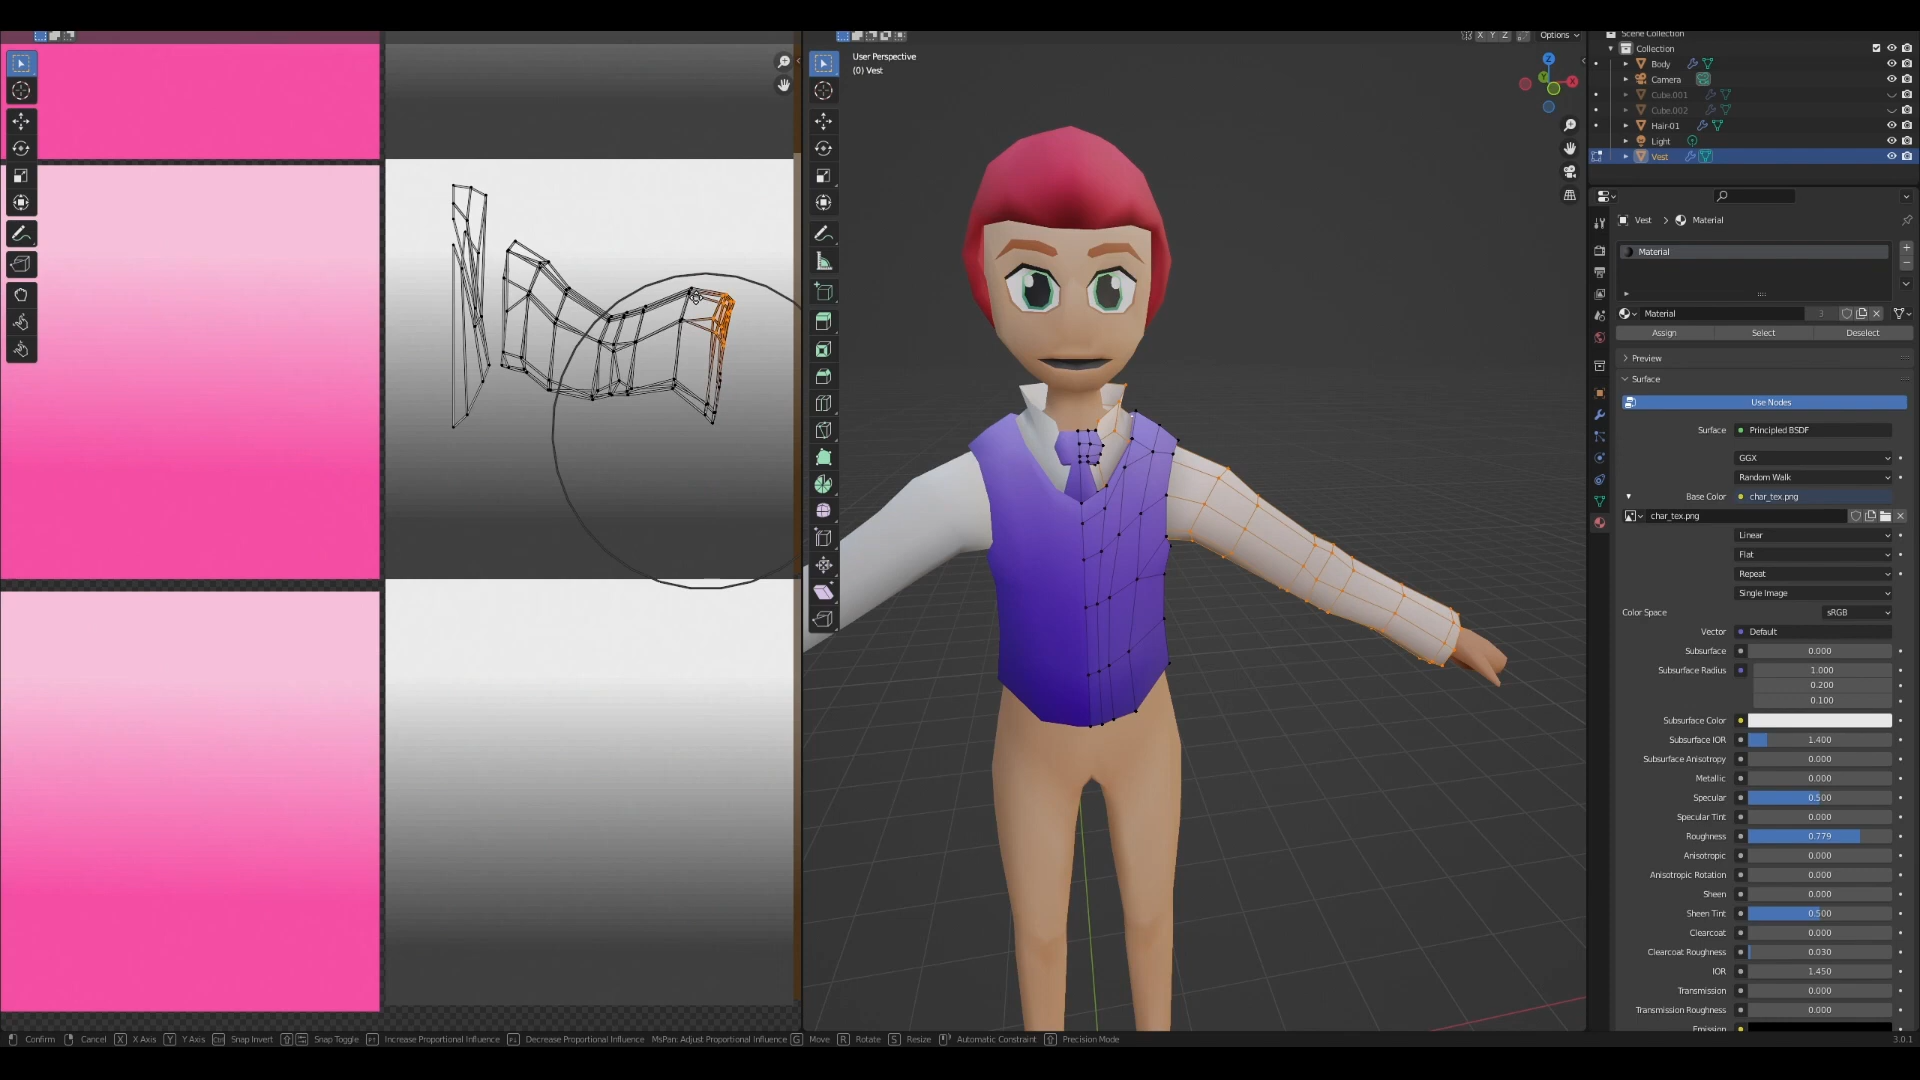 X Y Z Options
User Perspective
(0) Vest
Z
X
Y
Scene Collection
Collection
Body
Camera
Cube.001
Cube.002
Hair-01
Light
Vest
Vest > Material
Material
Material 3
Assign Select Deselect
Preview
Surface
Use Nodes
Surface Principled BSDF
GGX
Random Walk
Base Color char_tex.png
char_tex.png
Linear
Flat
Repeat
Single Image
Color Space sRGB
Vector Default
Subsurface 0.000
Subsurface Radius 1.000
0.200
0.100
Subsurface Color
Subsurface IOR 1.400
Subsurface Anisotropy 0.000
Metallic 0.000
Specular 0.500
Specular Tint 0.000
Roughness 0.779
Anisotropic 0.000
Anisotropic Rotation 0.000
Sheen 0.000
Sheen Tint 0.500
Clearcoat 0.000
Clearcoat Roughness 0.030
IOR 1.450
Transmission 0.000
Transmission Roughness 0.000
Emission
Confirm Cancel X X Axis Y Y Axis Ctrl Snap Invert Snap Toggle Increase Proportional Influence Decrease Proportional Influence MsPan: Adjust Proportional Influence G Move R Rotate S Resize Automatic Constraint Precision Mode 3.0.1